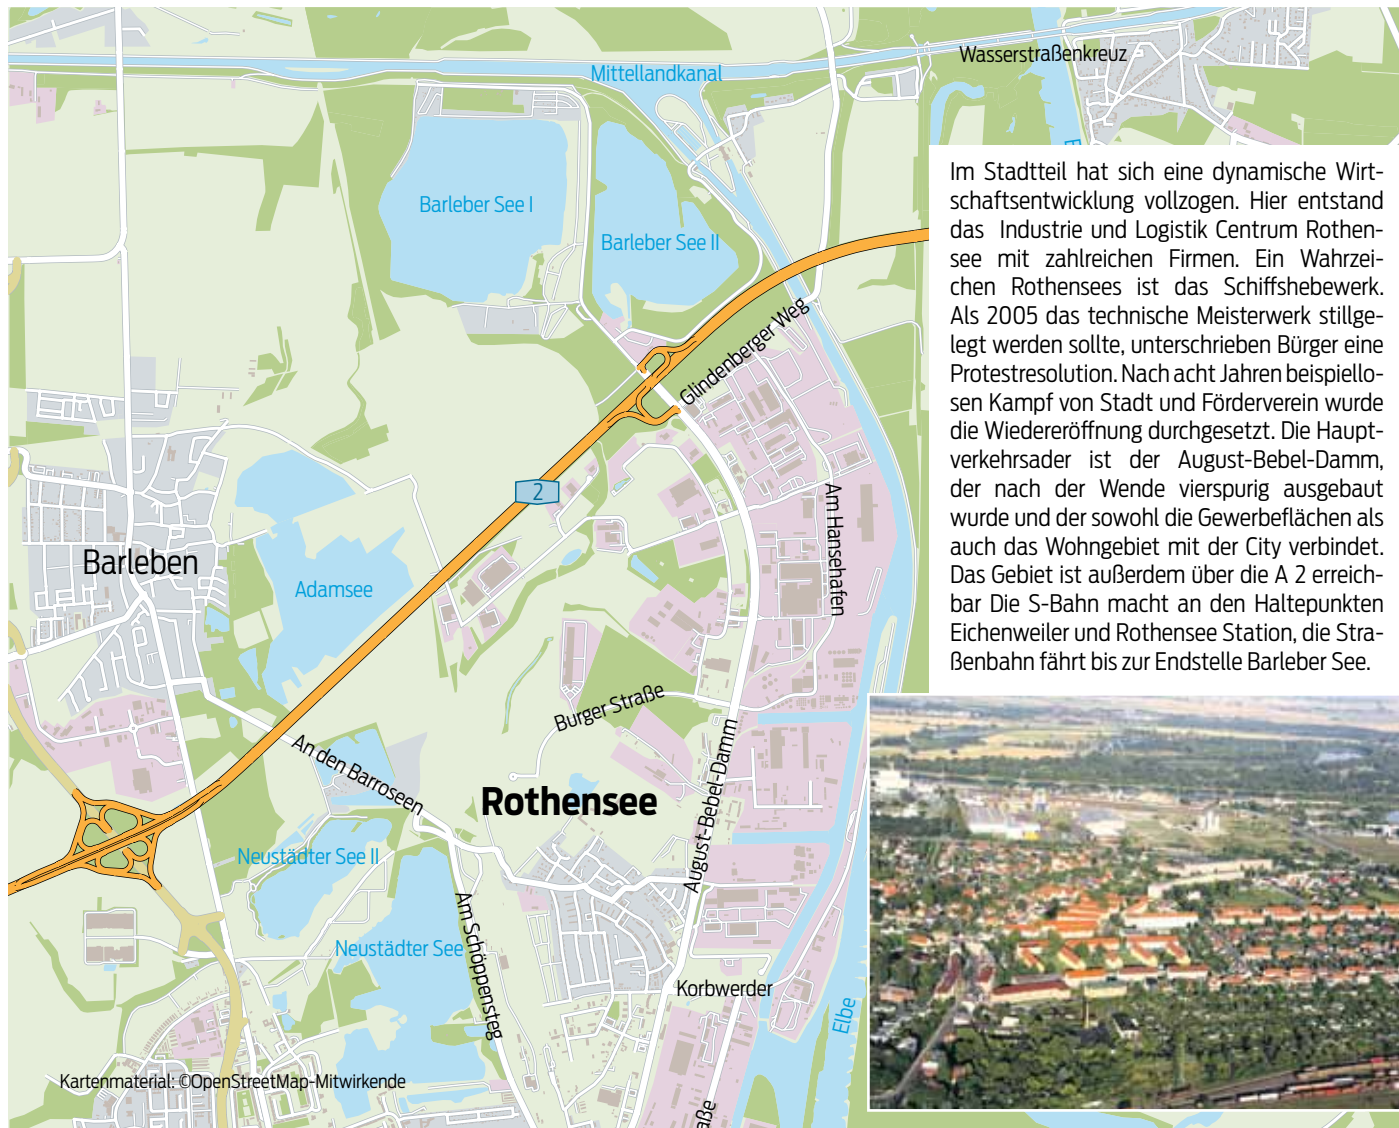 Wasserstraßenkreuz
Mittellandkanal
Im Stadtteil hat sich eine dynamische Wirt-
schaftsentwicklung vollzogen. Hier entstand
das Industrie und Logistik Centrum Rothen-
see mit zahlreichen Firmen. Ein Wahrzei-
chen Rothensees ist das Schiffshebewerk.
Als 2005 das technische Meisterwerk stillge-
legt werden sollte, unterschrieben Bürger eine
Protestresolution. Nach acht Jahren beispiello-
sen Kampf von Stadt und Förderverein wurde
die Wiedereröffnung durchgesetzt. Die Haupt-
verkehrsader ist der August-Bebel-Damm,
der nach der Wende vierspurig ausgebaut
wurde und der sowohl die Gewerbeflächen als
auch das Wohngebiet mit der City verbindet.
Das Gebiet ist außerdem über die A 2 erreich-
bar Die S-Bahn macht an den Haltepunkten
Eichenweiler und Rothensee Station, die Stra-
ßenbahn fährt bis zur Endstelle Barleber See.
Barleber See I
Barleber See II
Glindenberger Weg
2
Am Hansehafen
Barleben
Adamsee
Burger Straße
An den Barroseen
August-Bebel-Damm
Rothensee
Neustädter See II
Am Schöppensteg
Neustädter See
Korbwerder
Elbe
Kartenmaterial: ©OpenStreetMap-Mitwirkende
aße